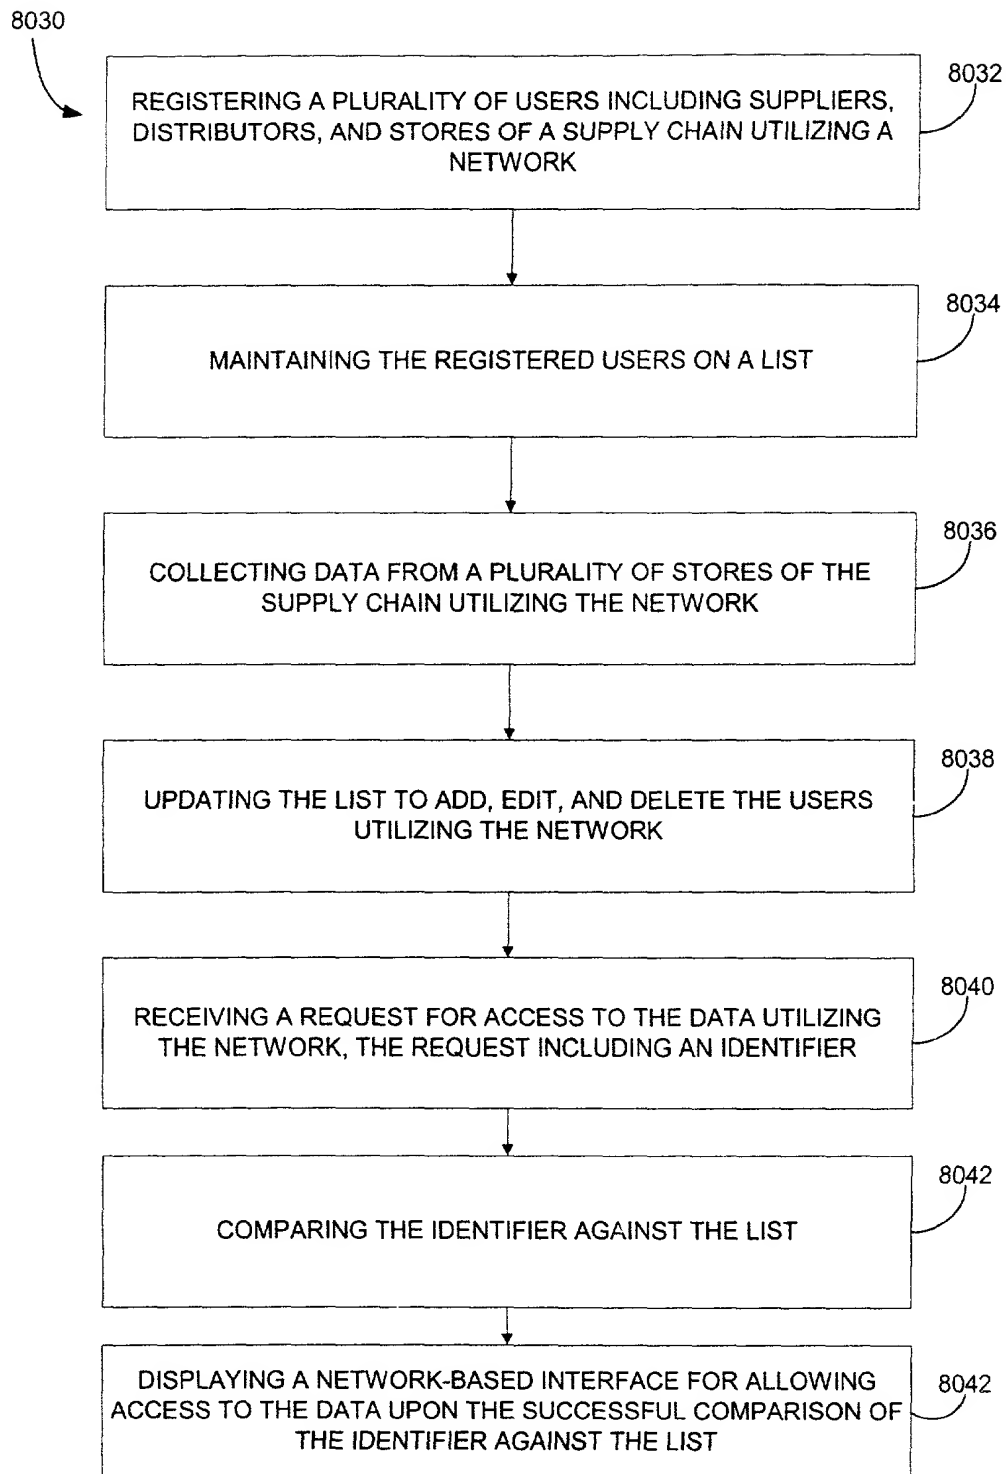 8030
8032
REGISTERING A PLURALITY OF USERS INCLUDING SUPPLIERS,
DISTRIBUTORS, AND STORES OF A SUPPLY CHAIN UTILIZING A
NETWORK
8034
MAINTAINING THE REGISTERED USERS ON A LIST
8036
COLLECTING DATA FROM A PLURALITY OF STORES OF THE
SUPPLY CHAIN UTILIZING THE NETWORK
8038
UPDATING THE LIST TO ADD, EDIT, AND DELETE THE USERS
UTILIZING THE NETWORK
8040
RECEIVING A REQUEST FOR ACCESS TO THE DATA UTILIZING
THE NETWORK, THE REQUEST INCLUDING AN IDENTIFIER
8042
COMPARING THE IDENTIFIER AGAINST THE LIST
8042
DISPLAYING A NETWORK-BASED INTERFACE FOR ALLOWING
ACCESS TO THE DATA UPON THE SUCCESSFUL COMPARISON OF
THE IDENTIFIER AGAINST THE LIST